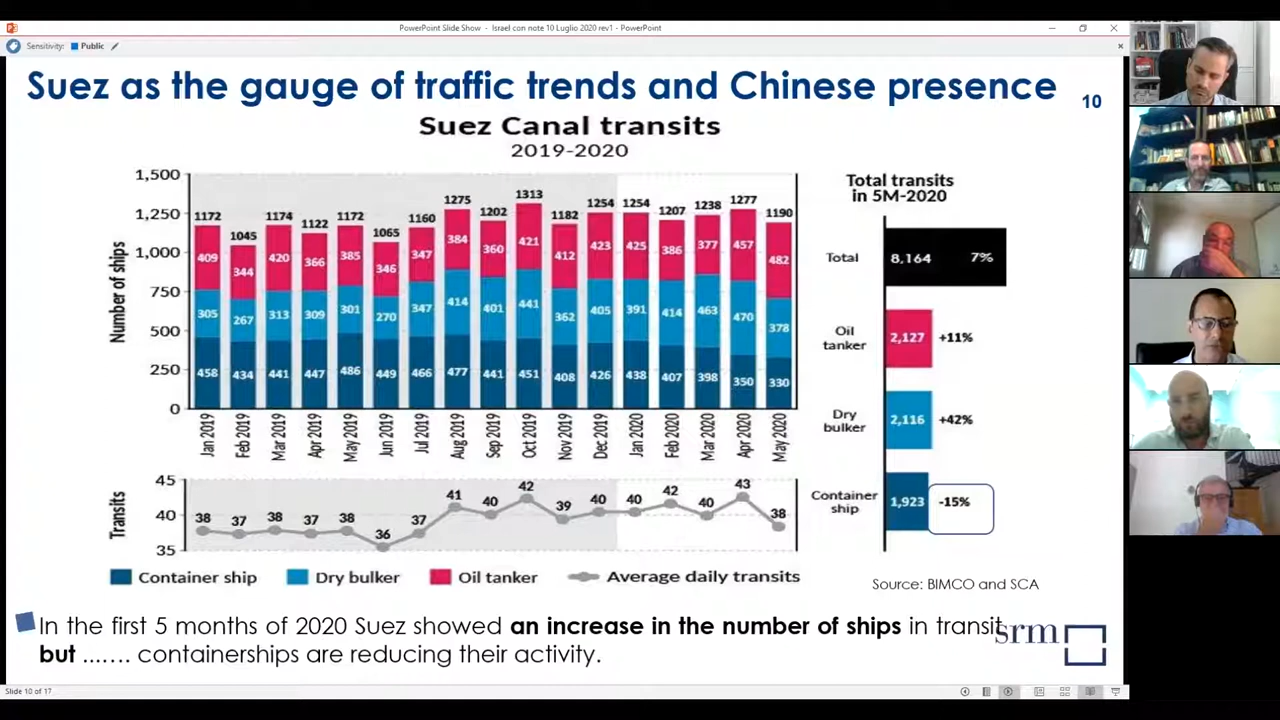 PowerPoint Slide Show - Israel con note 10 Luglio 2020 rev1 - PowerPoint
Sensitivity: Public
Suez as the gauge of traffic trends and Chinese presence
10
Suez Canal transits
2019-2020
Number of ships
1,500
1,250
1,000
750
500
250
0
1172 1045 1174 1122 1172 1065 1160 1275 1202 1313 1182 1254 1254 1207 1238 1277 1190
409 344 420 366 385 346 347 384 360 421 412 423 425 386 377 457 482
305 267 313 309 301 270 347 414 401 441 362 405 391 414 463 470 378
458 434 441 447 486 449 466 477 441 451 408 426 438 407 398 350 330
Jan 2019 Feb 2019 Mar 2019 Apr 2019 May 2019 Jun 2019 Jul 2019 Aug 2019 Sep 2019 Oct 2019 Nov 2019 Dec 2019 Jan 2020 Feb 2020 Mar 2020 Apr 2020 May 2020
Transits
45
40
35
38 37 38 37 38 36 37 41 40 42 39 40 40 42 40 43 38
Container ship Dry bulker Oil tanker Average daily transits
Total transits
in 5M-2020
Total 8,164 7%
Oil
tanker
2,127 +11%
Dry
bulker
2,116 +42%
Container
ship
1,923 -15%
Source: BIMCO and SCA
In the first 5 months of 2020 Suez showed an increase in the number of ships in transit
but ....... containerships are reducing their activity.
srm
Slide 10 of 17